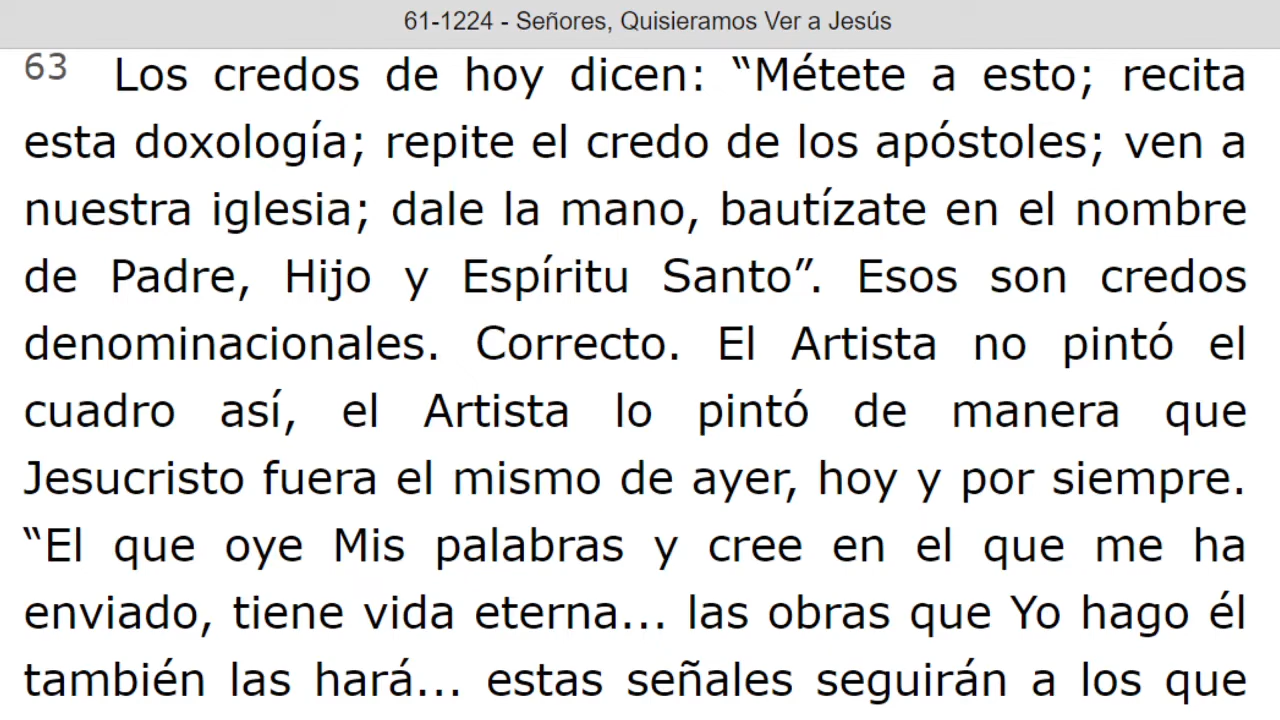 61-1224 - Señores, Quisieramos Ver a Jesús
63 Los credos de hoy dicen: “Métete a esto; recita
esta doxología; repite el credo de los apóstoles; ven a
nuestra iglesia; dale la mano, bautízate en el nombre
de Padre, Hijo y Espíritu Santo”. Esos son credos
denominacionales. Correcto. El Artista no pintó el
cuadro así, el Artista lo pintó de manera que
Jesucristo fuera el mismo de ayer, hoy y por siempre.
“El que oye Mis palabras y cree en el que me ha
enviado, tiene vida eterna... las obras que Yo hago él
también las hará... estas señales seguirán a los que